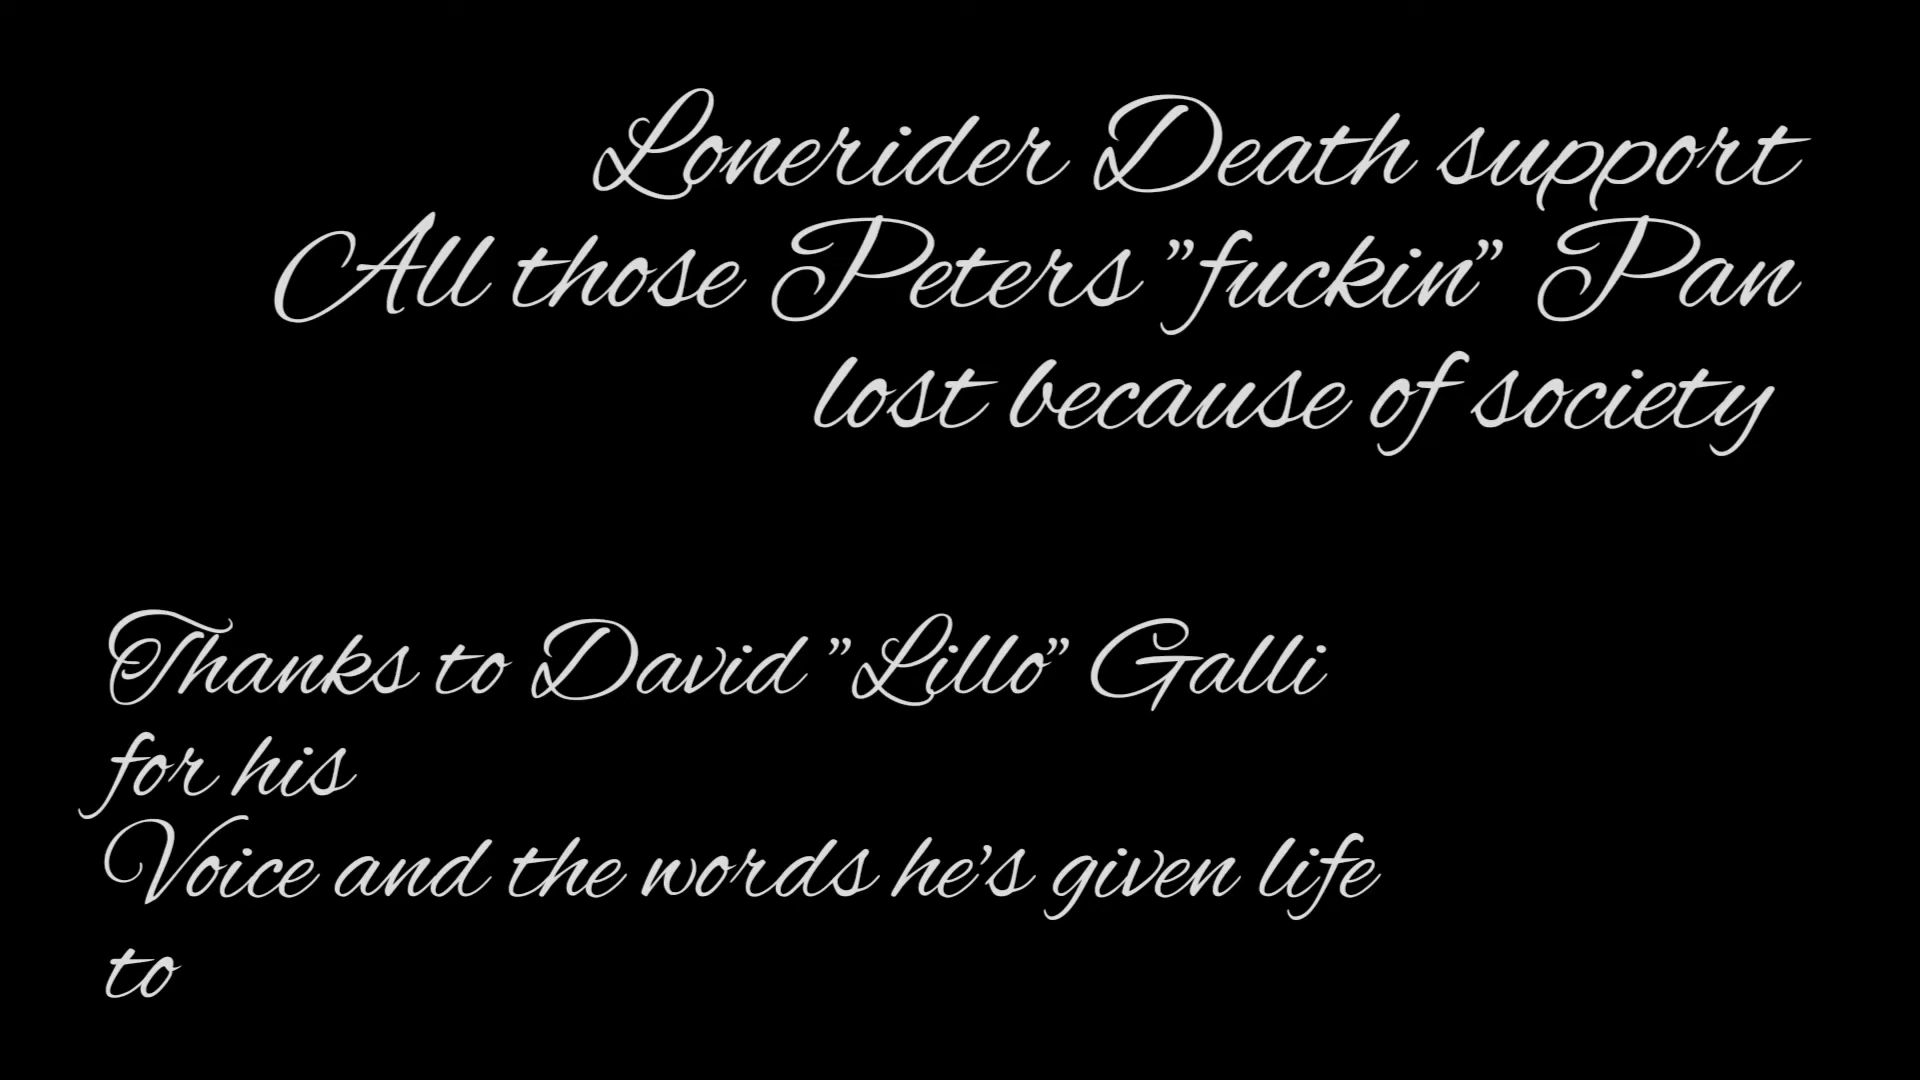 Lonerider Death support
All those Peters "fuckin" Pan
lost because of society
Thanks to David "Lillo" Galli
for his
Voice and the words he's given life
to